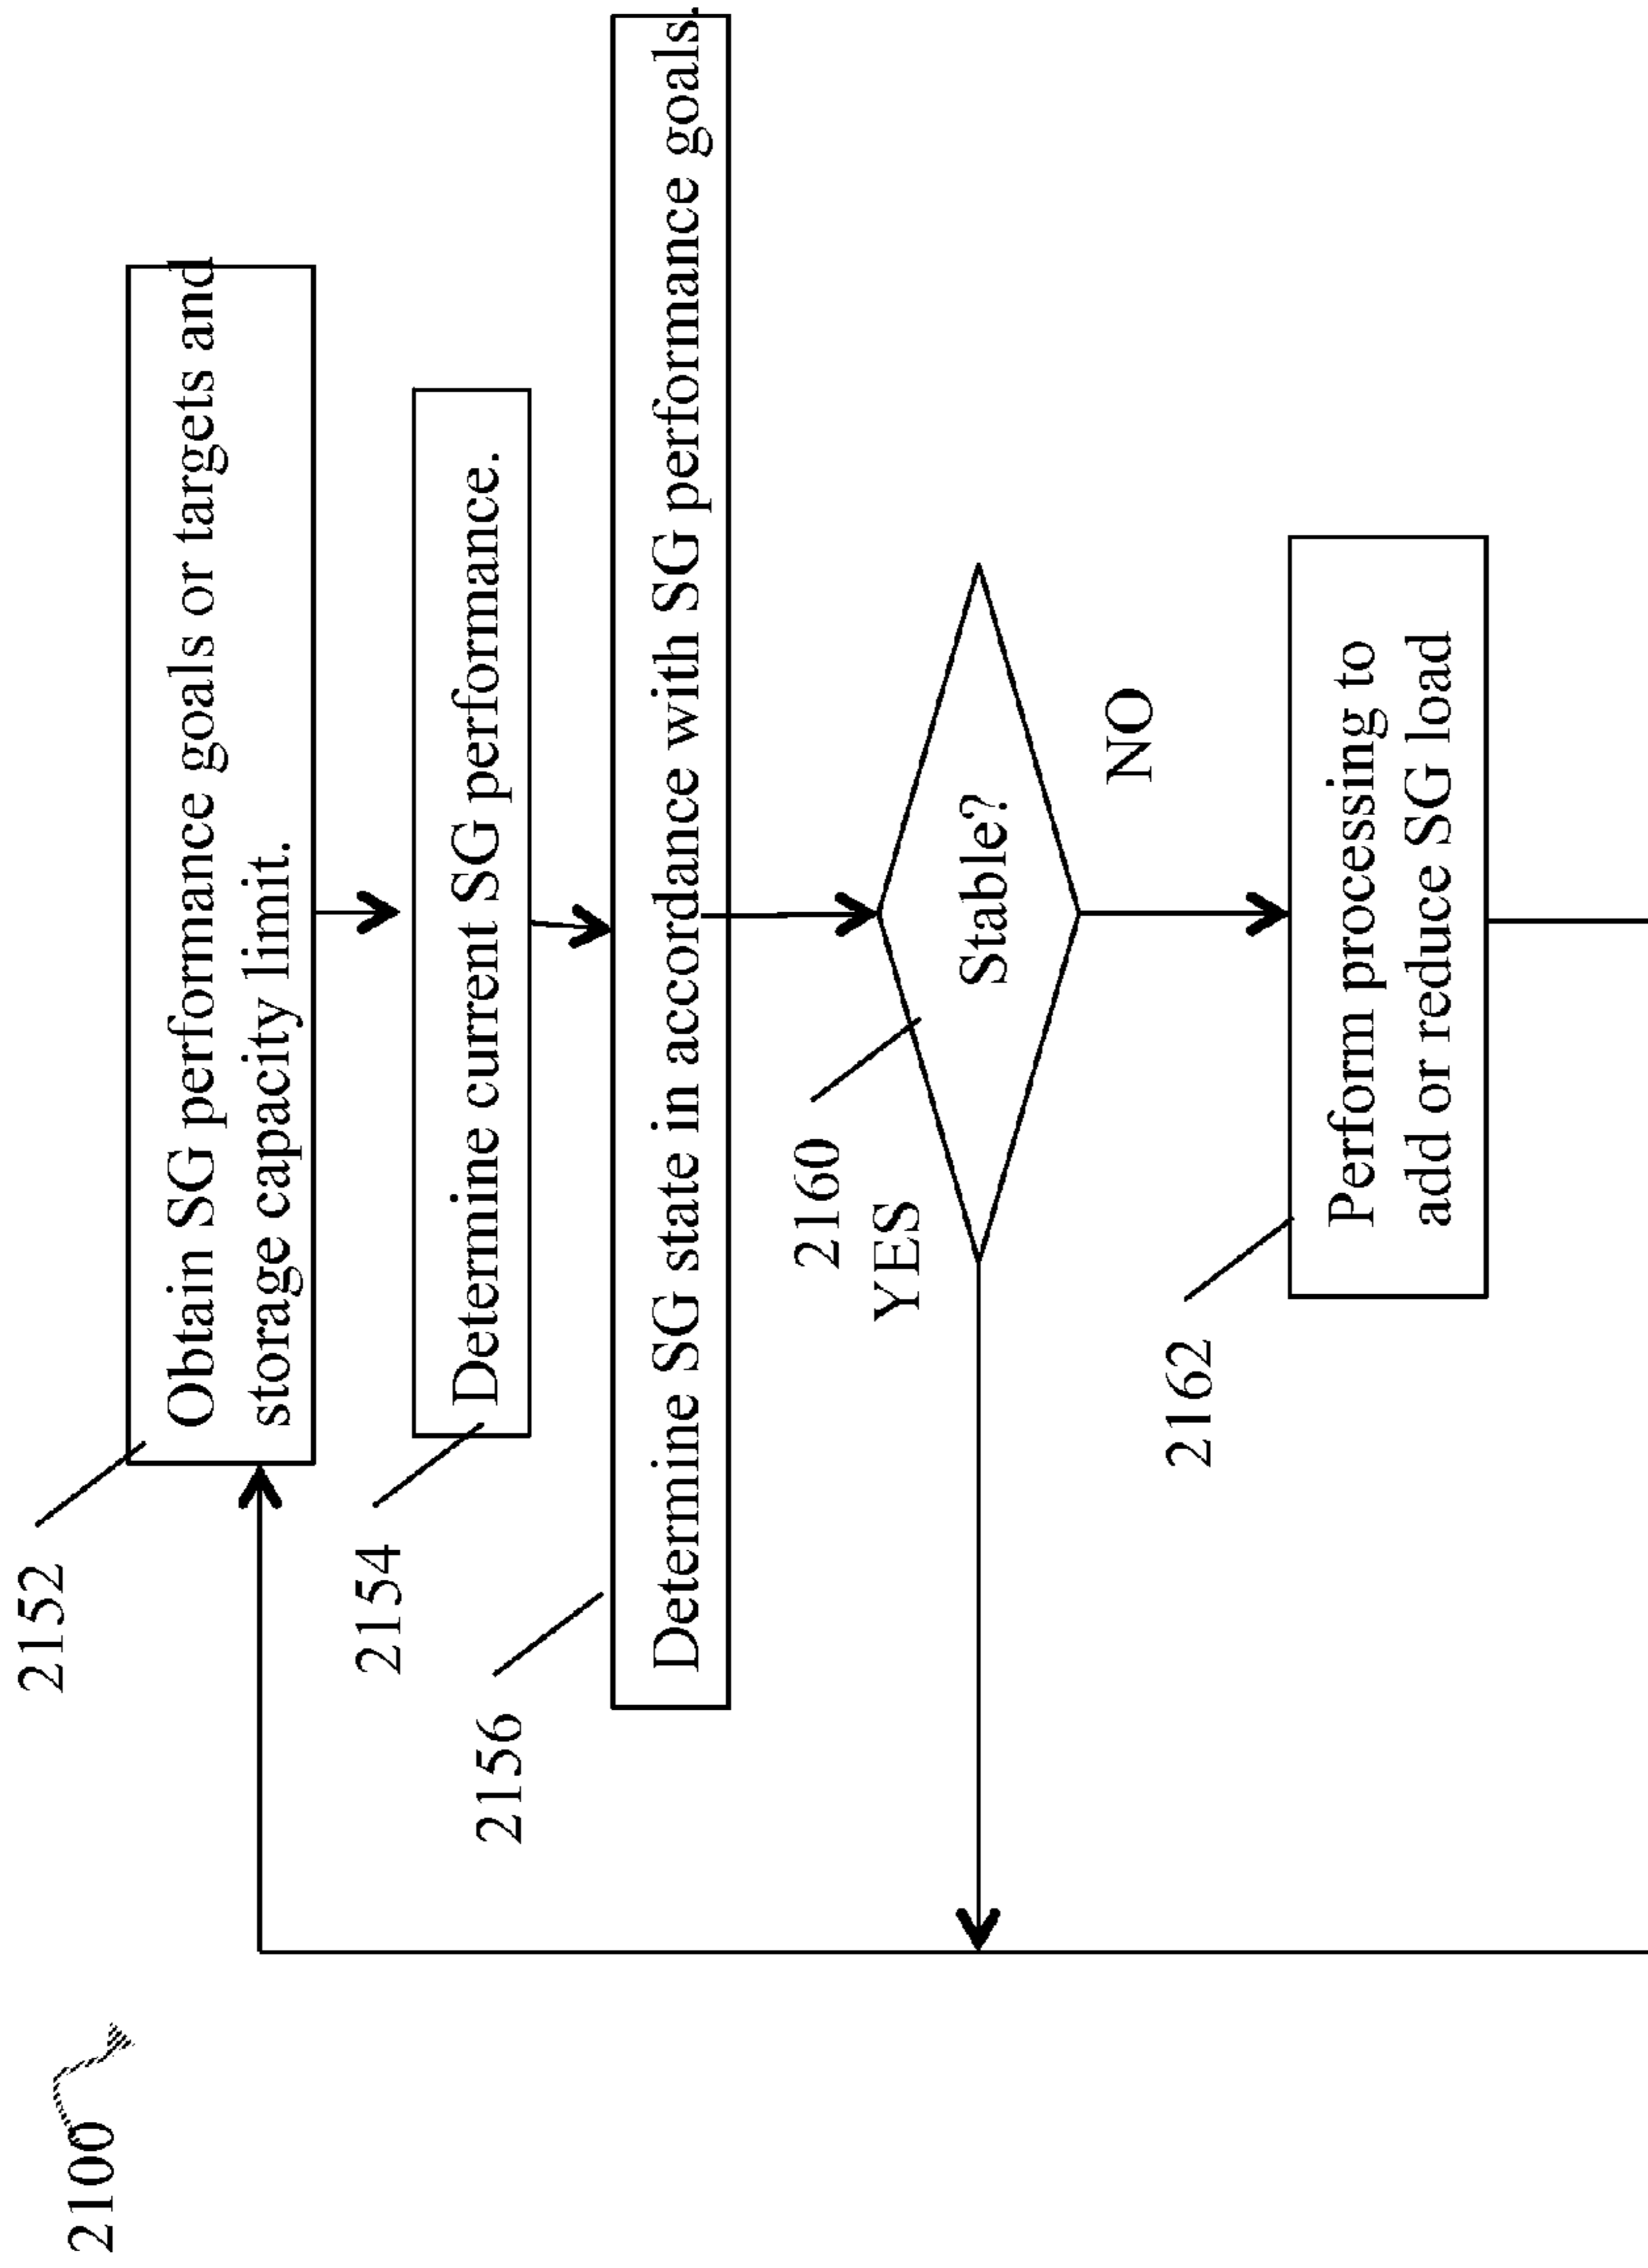 2100
2152
Obtain SG performance goals or targets and
storage capacity limit.
2154
Determine current SG performance.
2156
Determine SG state in accordance with SG performance goals.
2160
Stable?
YES
NO
2162
Perform processing to
add or reduce SG load